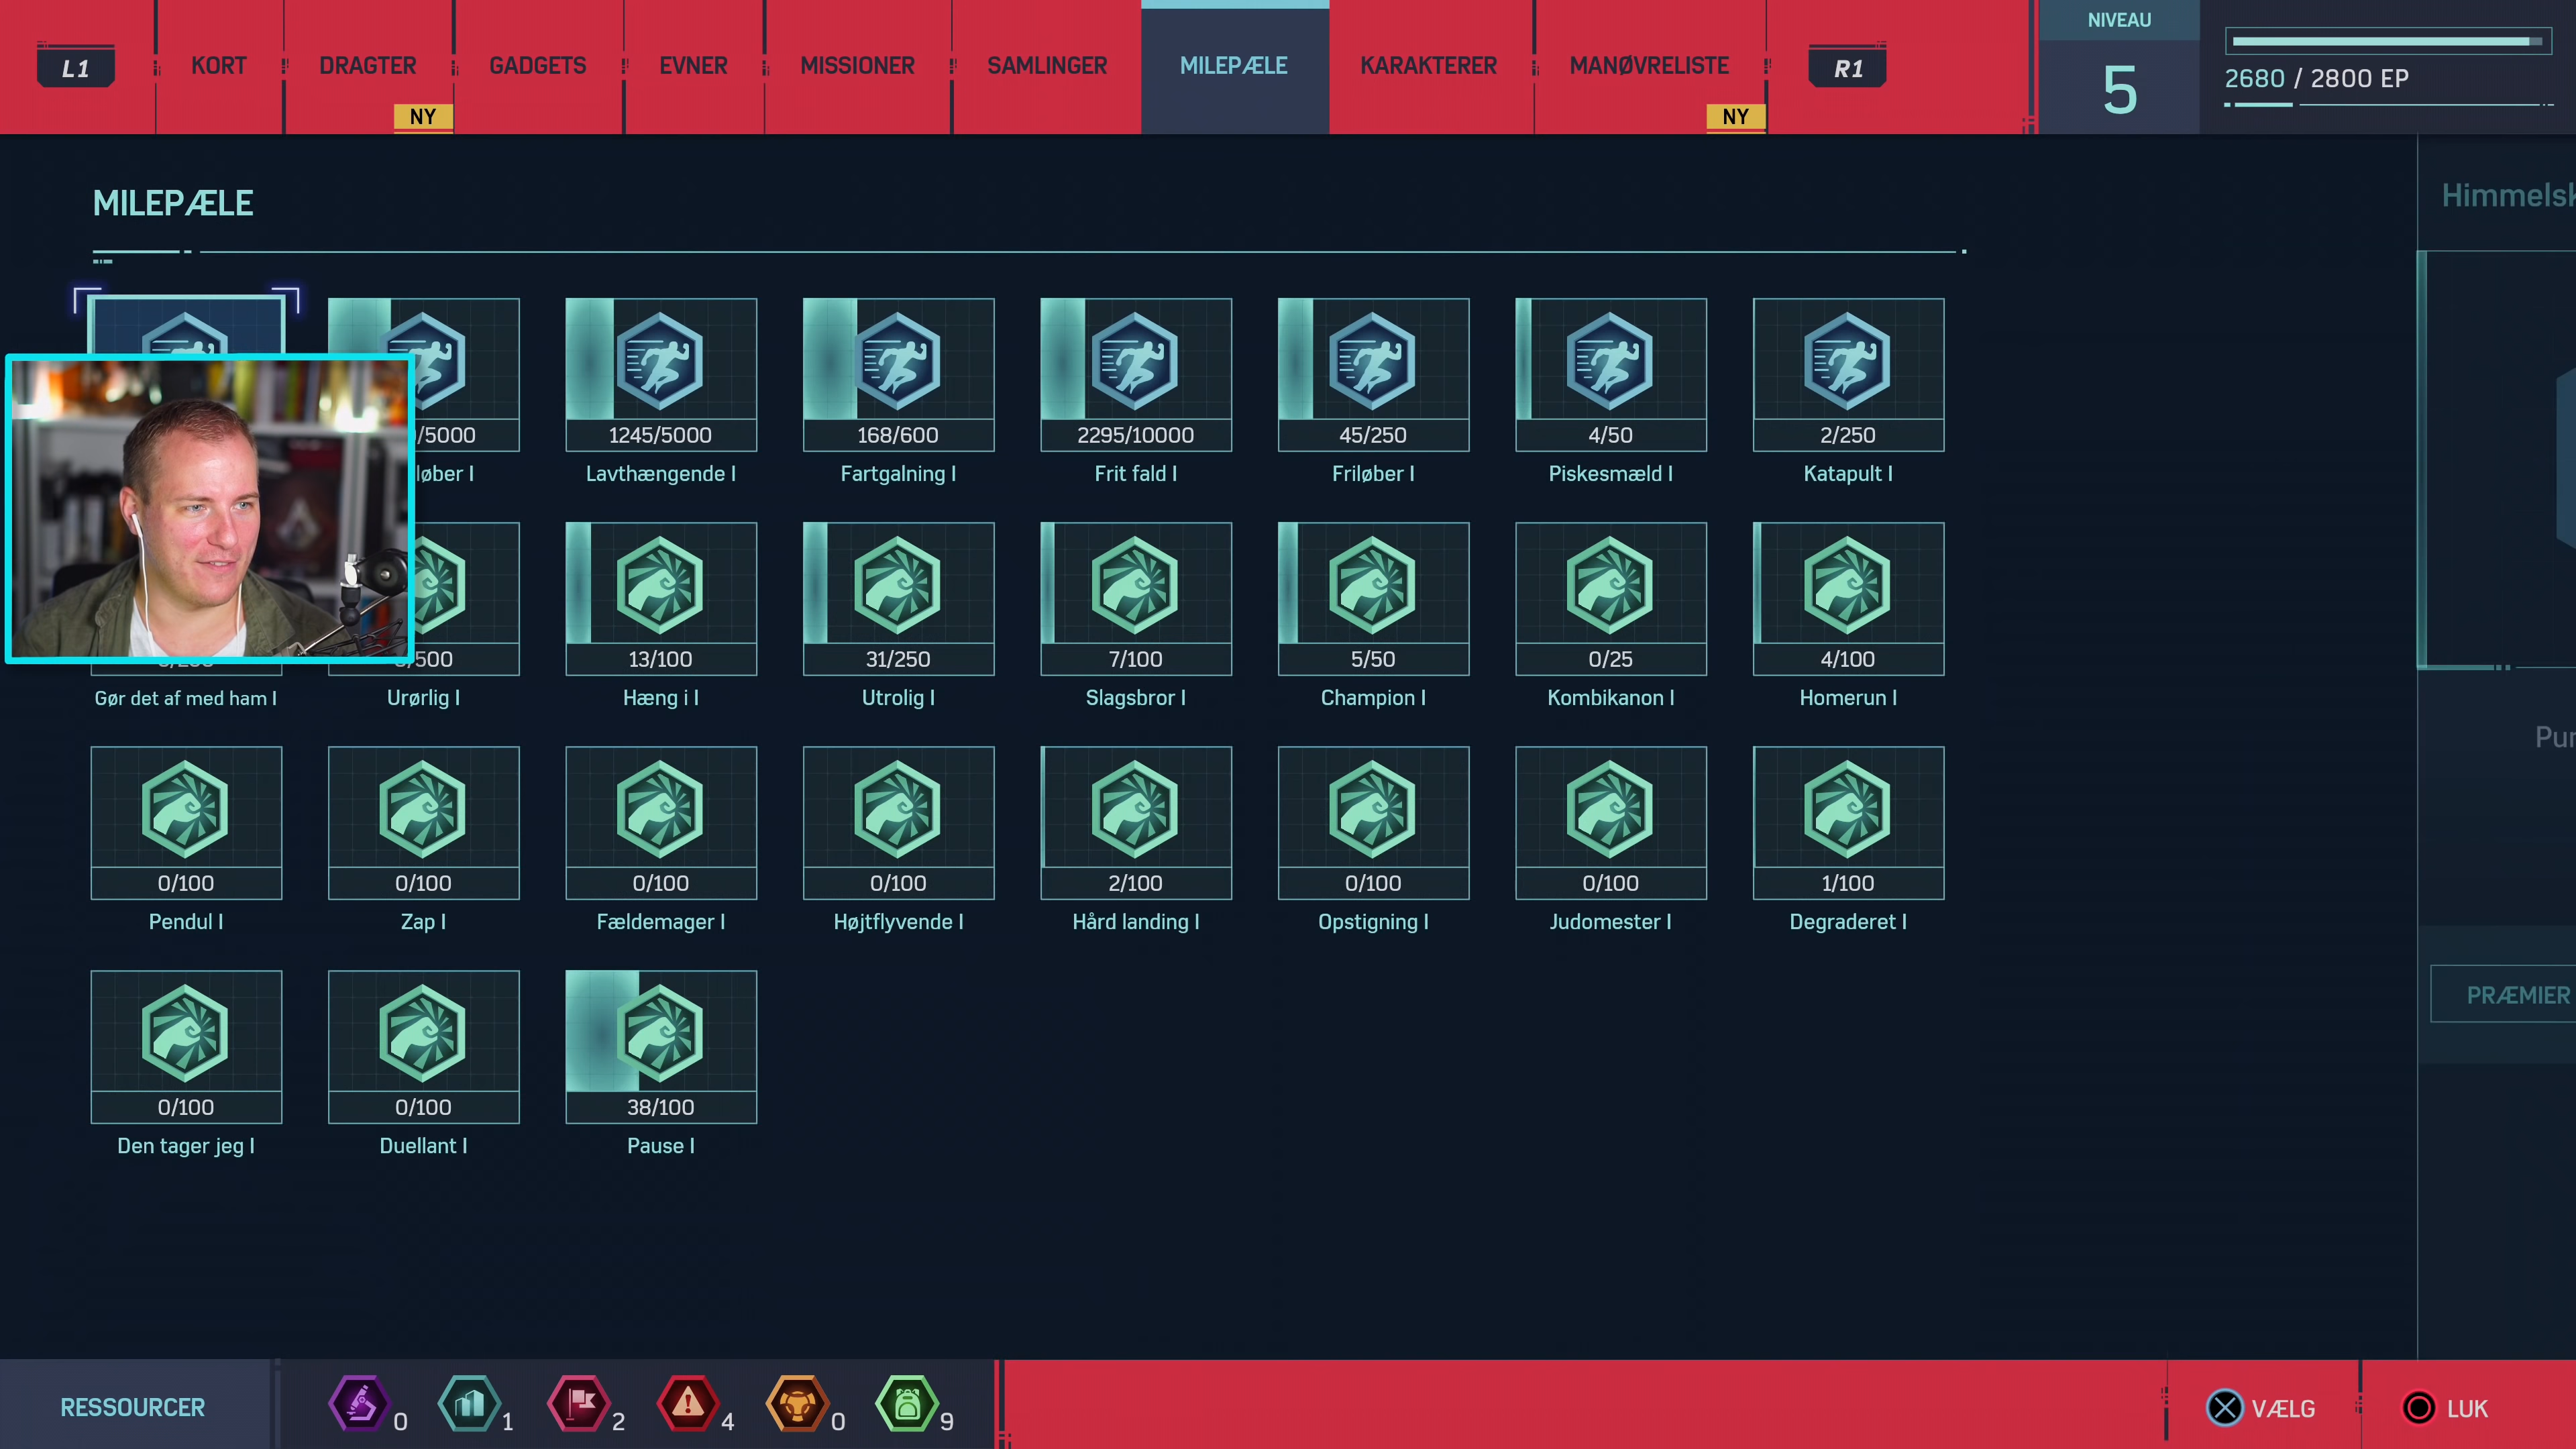 L1 KORT DRAGTER GADGETS EVNER MISSIONER SAMLINGER MILEPÆLE KARAKTERER MANØVRELISTE R1
NY NY
NIVEAU
5
2680 / 2800 EP
MILEPÆLE
/5000 1245/5000 168/600 2295/10000 45/250 4/50 2/250
løber I Lavthængende I Fartgalning I Frit fald I Friløber I Piskesmæld I Katapult I
/500 13/100 31/250 7/100 5/50 0/25 4/100
Gør det af med ham I Urørlig I Hæng i I Utrolig I Slagsbror I Champion I Kombikanon I Homerun I
0/100 0/100 0/100 0/100 2/100 0/100 0/100 1/100
Pendul I Zap I Fældemager I Højtflyvende I Hård landing I Opstigning I Judomester I Degraderet I
0/100 0/100 38/100
Den tager jeg I Duellant I Pause I
Himmelsk
Pur
PRÆMIER
RESSOURCER 0 1 2 4 0 9
VÆLG LUK